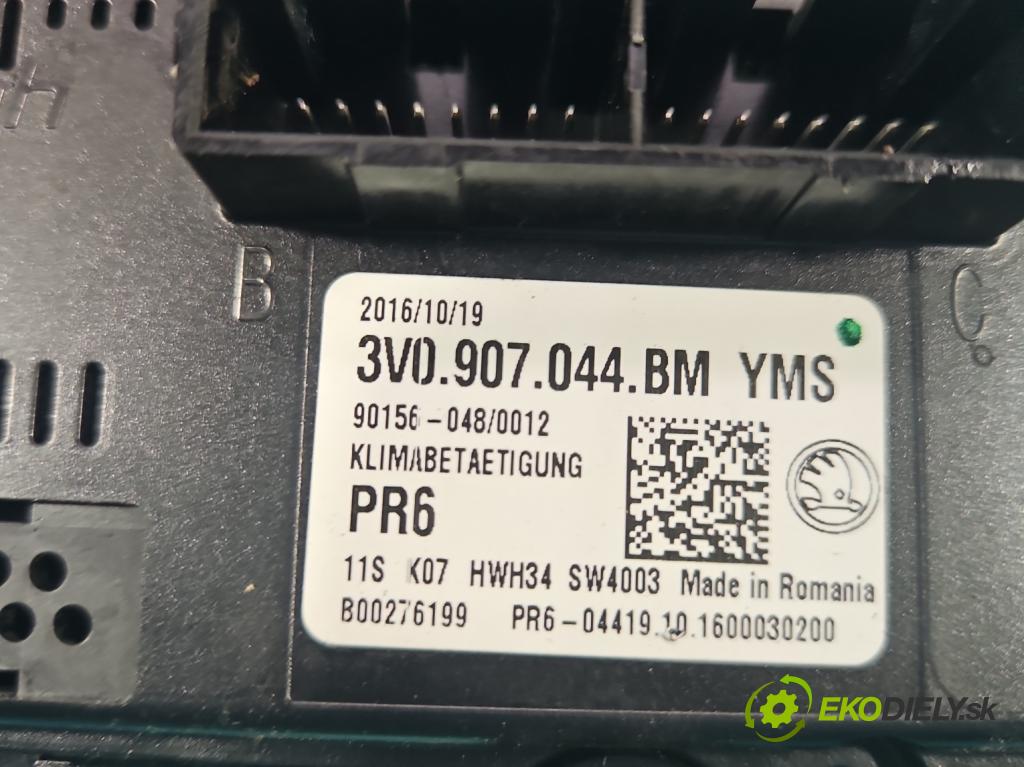 B
C
2016/10/19
3V0.907.044.BM YMS
90156-048/0012
KLIMABETAETIGUNG
PR6
11S K07 HWH34 SW4003 Made in Romania
B00276199 PR6-04419.10.1600030200
EKODIELY.sk